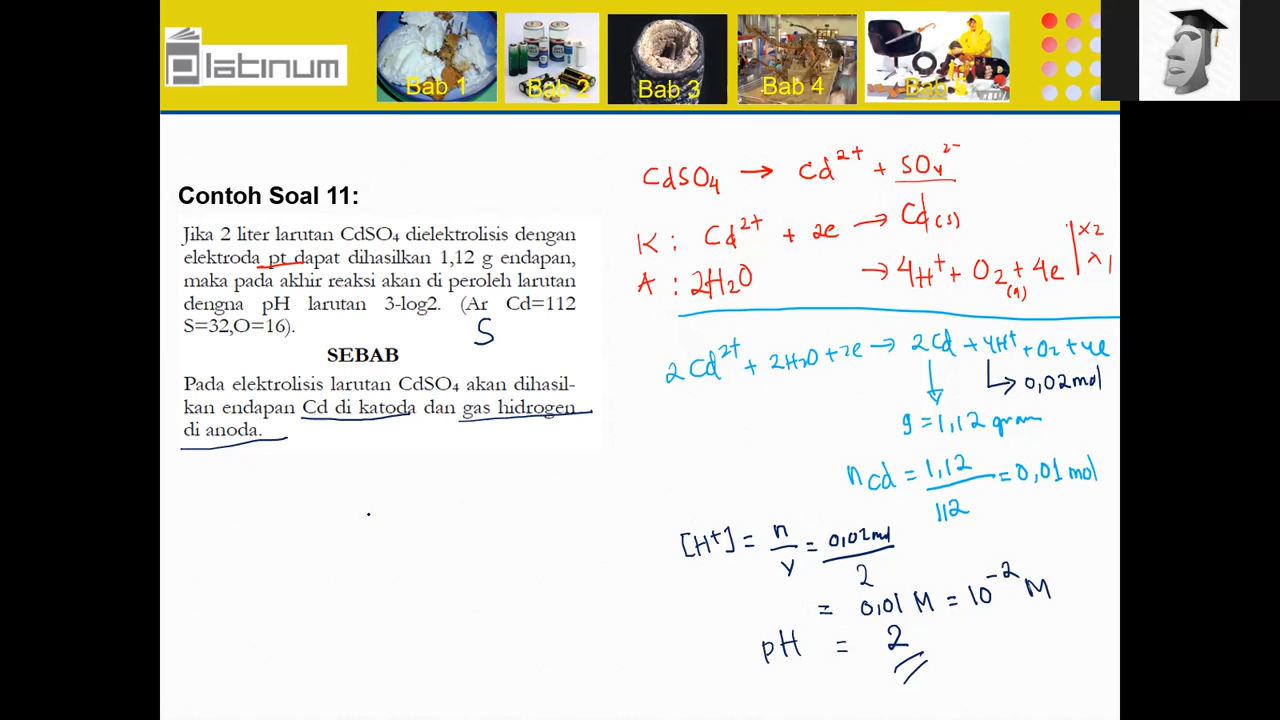 platinum
Bab 1
Bab 2
Bab 3
Bab 4
Contoh Soal 11:
Jika 2 liter larutan CdSO₄ dielektrolisis dengan
elektroda pt dapat dihasilkan 1,12 g endapan,
maka pada akhir reaksi akan di peroleh larutan
dengna pH larutan 3-log2. (Ar Cd=112
S=32,O=16).
S
SEBAB
Pada elektrolisis larutan CdSO₄ akan dihasil-
kan endapan Cd di katoda dan gas hidrogen
di anoda.
CdSO₄ → Cd²⁺ + SO₄²⁻
K : Cd²⁺ + 2e → Cd(s) x2
A : 2H₂O → 4H⁺ + O₂(g) + 4e x1
2Cd²⁺ + 2H₂O + 2e → 2Cd + 4H⁺ + O₂ + 4e
0,02 mol
g = 1,12 gram
n Cd = 1,12 / 112 = 0,01 mol
[H⁺] = n / V = 0,02 mol / 2
= 0,01 M = 10⁻² M
pH = 2